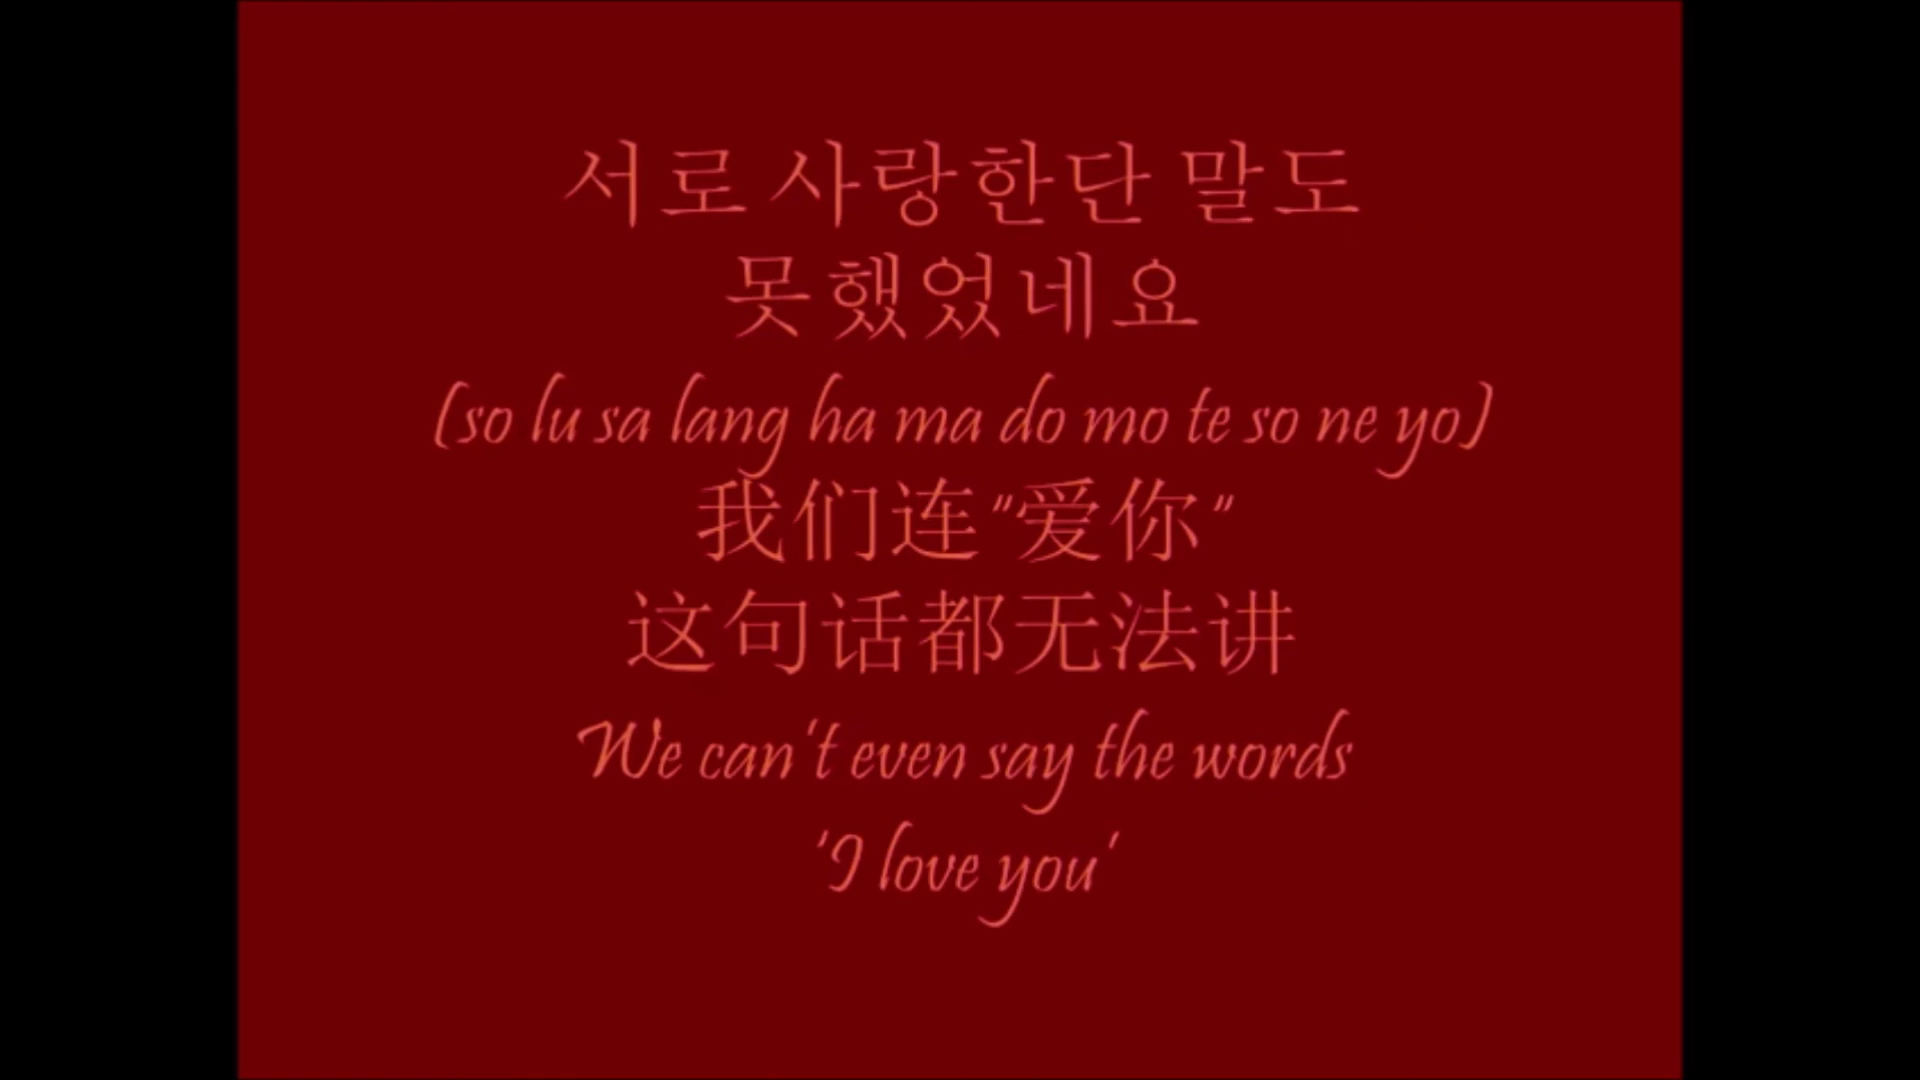 서로 사랑한단 말도
못했었네요
(so lu sa lang ha ma do mo te so ne yo)
我们连"爱你"
这句话都无法讲
We can't even say the words
'I love you'